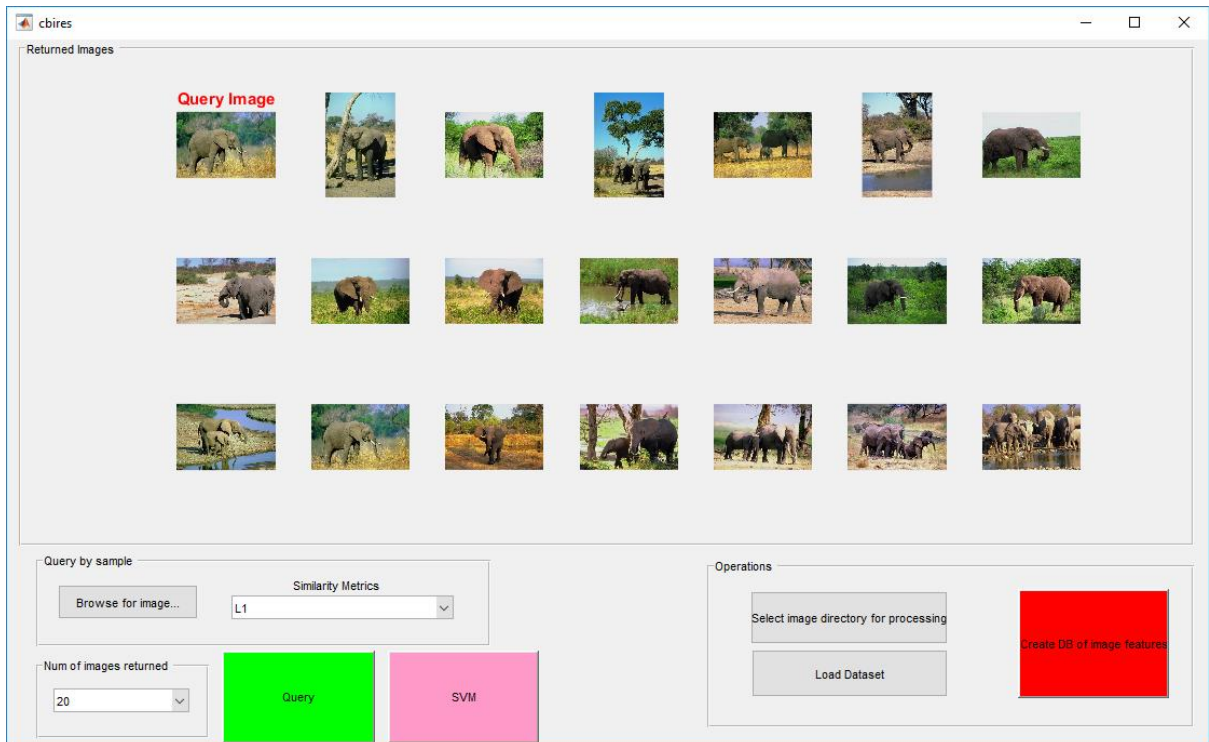 cbires
Returned Images
Query Image
Query by sample
Browse for image...
Similarity Metrics
L1
Num of images returned
20
Query
SVM
Operations
Select image directory for processing
Load Dataset
Create DB of image features